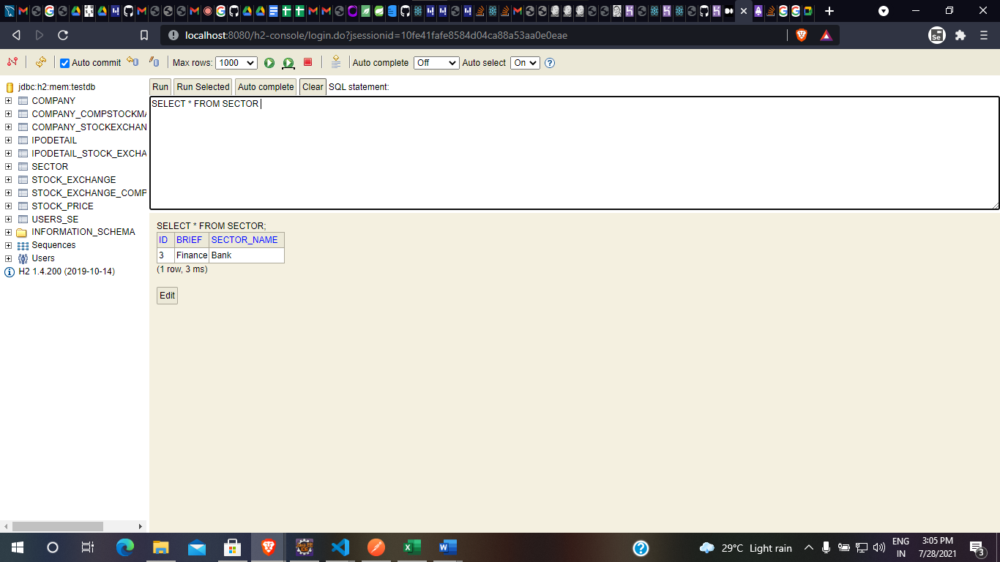 localhost:8080/h2-console/login.do?jsessionid=10fe41fafe8584d04ca88a53aa0e0eae
Auto commit
Max rows: 1000
Auto complete Off
Auto select On
jdbc:h2:mem:testdb
COMPANY
COMPANY_COMPSTOCKMA
COMPANY_STOCKEXCHAN
IPODETAIL
IPODETAIL_STOCK_EXCHA
SECTOR
STOCK_EXCHANGE
STOCK_EXCHANGE_COMP
STOCK_PRICE
USERS_SE
INFORMATION_SCHEMA
Sequences
Users
H2 1.4.200 (2019-10-14)
Run Run Selected Auto complete Clear SQL statement:
SELECT * FROM SECTOR
SELECT * FROM SECTOR;
ID BRIEF SECTOR_NAME
3 Finance Bank
(1 row, 3 ms)
Edit
29°C Light rain
ENG
IN
3:05 PM
7/28/2021
3